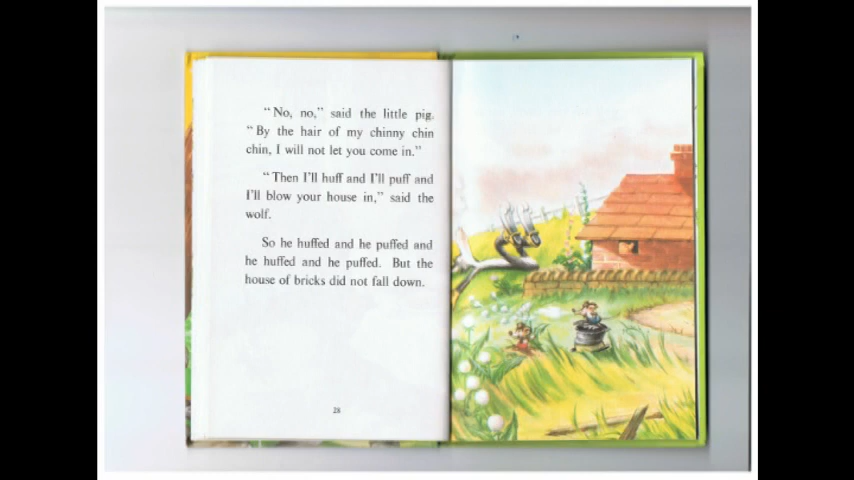 "No, no," said the little pig.
"By the hair of my chinny chin
chin, I will not let you come in."
"Then I'll huff and I'll puff and
I'll blow your house in," said the
wolf.
So he huffed and he puffed and
he huffed and he puffed. But the
house of bricks did not fall down.
28